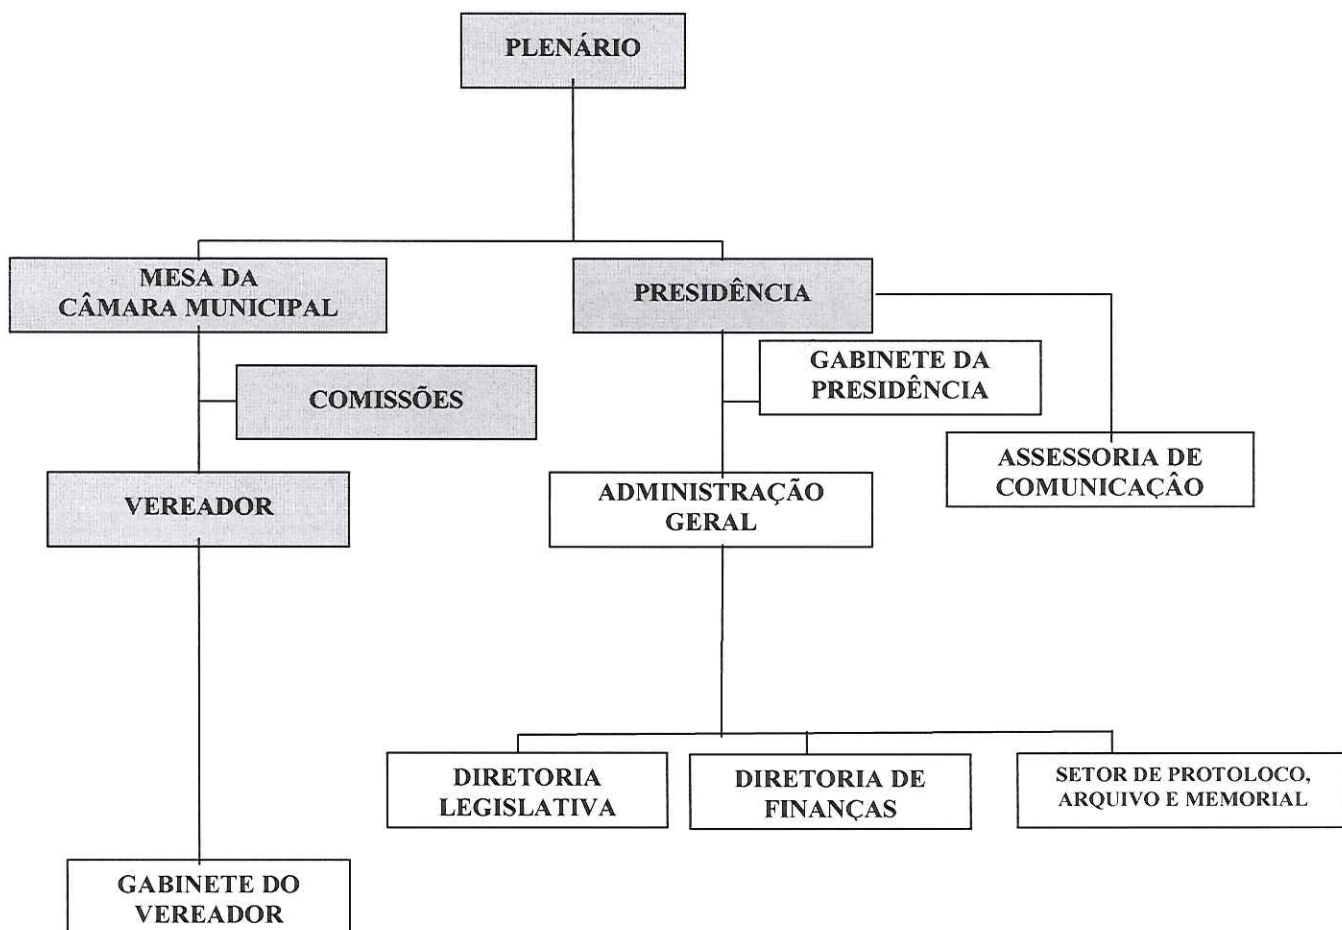 PLENÁRIO
MESA DA
CÂMARA MUNICIPAL
PRESIDÊNCIA
GABINETE DA
PRESIDÊNCIA
COMISSÕES
ASSESSORIA DE
COMUNICAÇÂO
VEREADOR
ADMINISTRAÇÃO
GERAL
DIRETORIA
LEGISLATIVA
DIRETORIA DE
FINANÇAS
SETOR DE PROTOLOCO,
ARQUIVO E MEMORIAL
GABINETE DO
VEREADOR